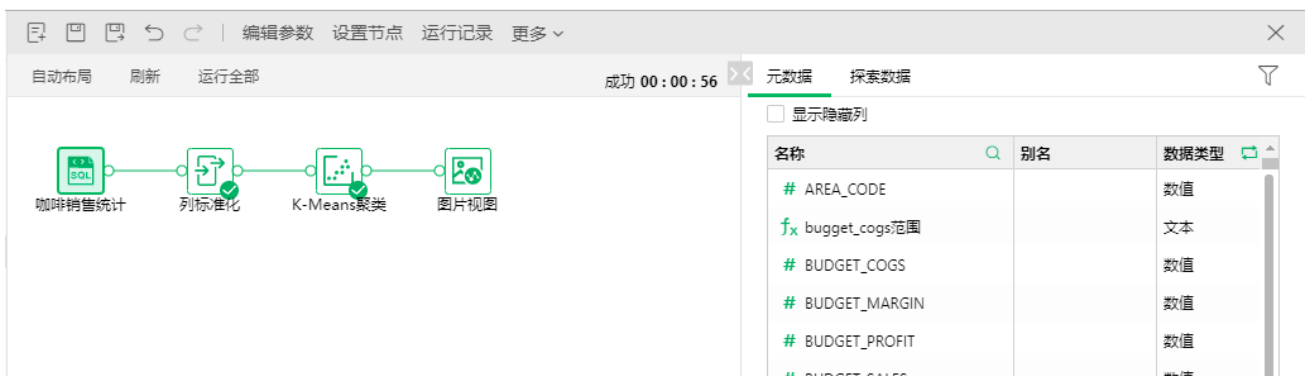 编辑参数 设置节点 运行记录 更多
自动布局 刷新 运行全部 成功 00:00:56
元数据 探索数据
显示隐藏列
名称 别名 数据类型
# AREA_CODE 数值
fx bugget_cogs范围 文本
# BUDGET_COGS 数值
# BUDGET_MARGIN 数值
# BUDGET_PROFIT 数值
# BUDGET_SALES 数值
SQL
咖啡销售统计 列标准化 K-Means聚类 图片视图